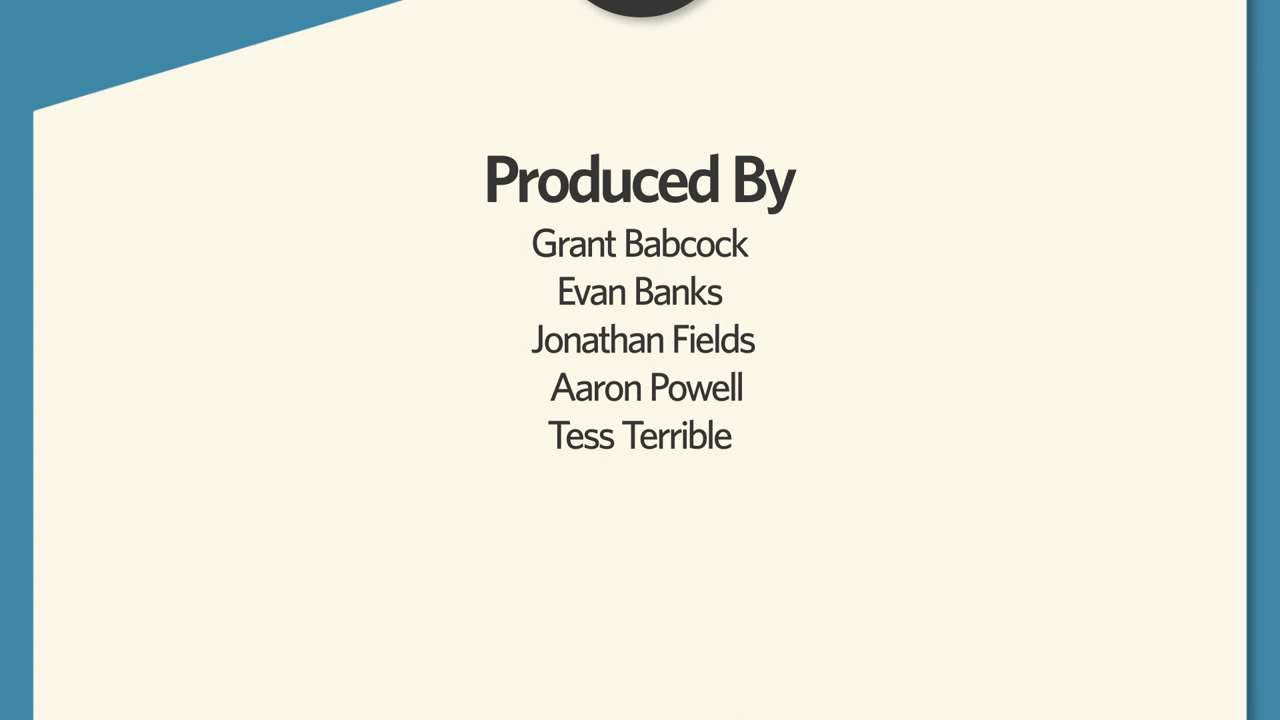 Produced By
Grant Babcock
Evan Banks
Jonathan Fields
Aaron Powell
Tess Terrible